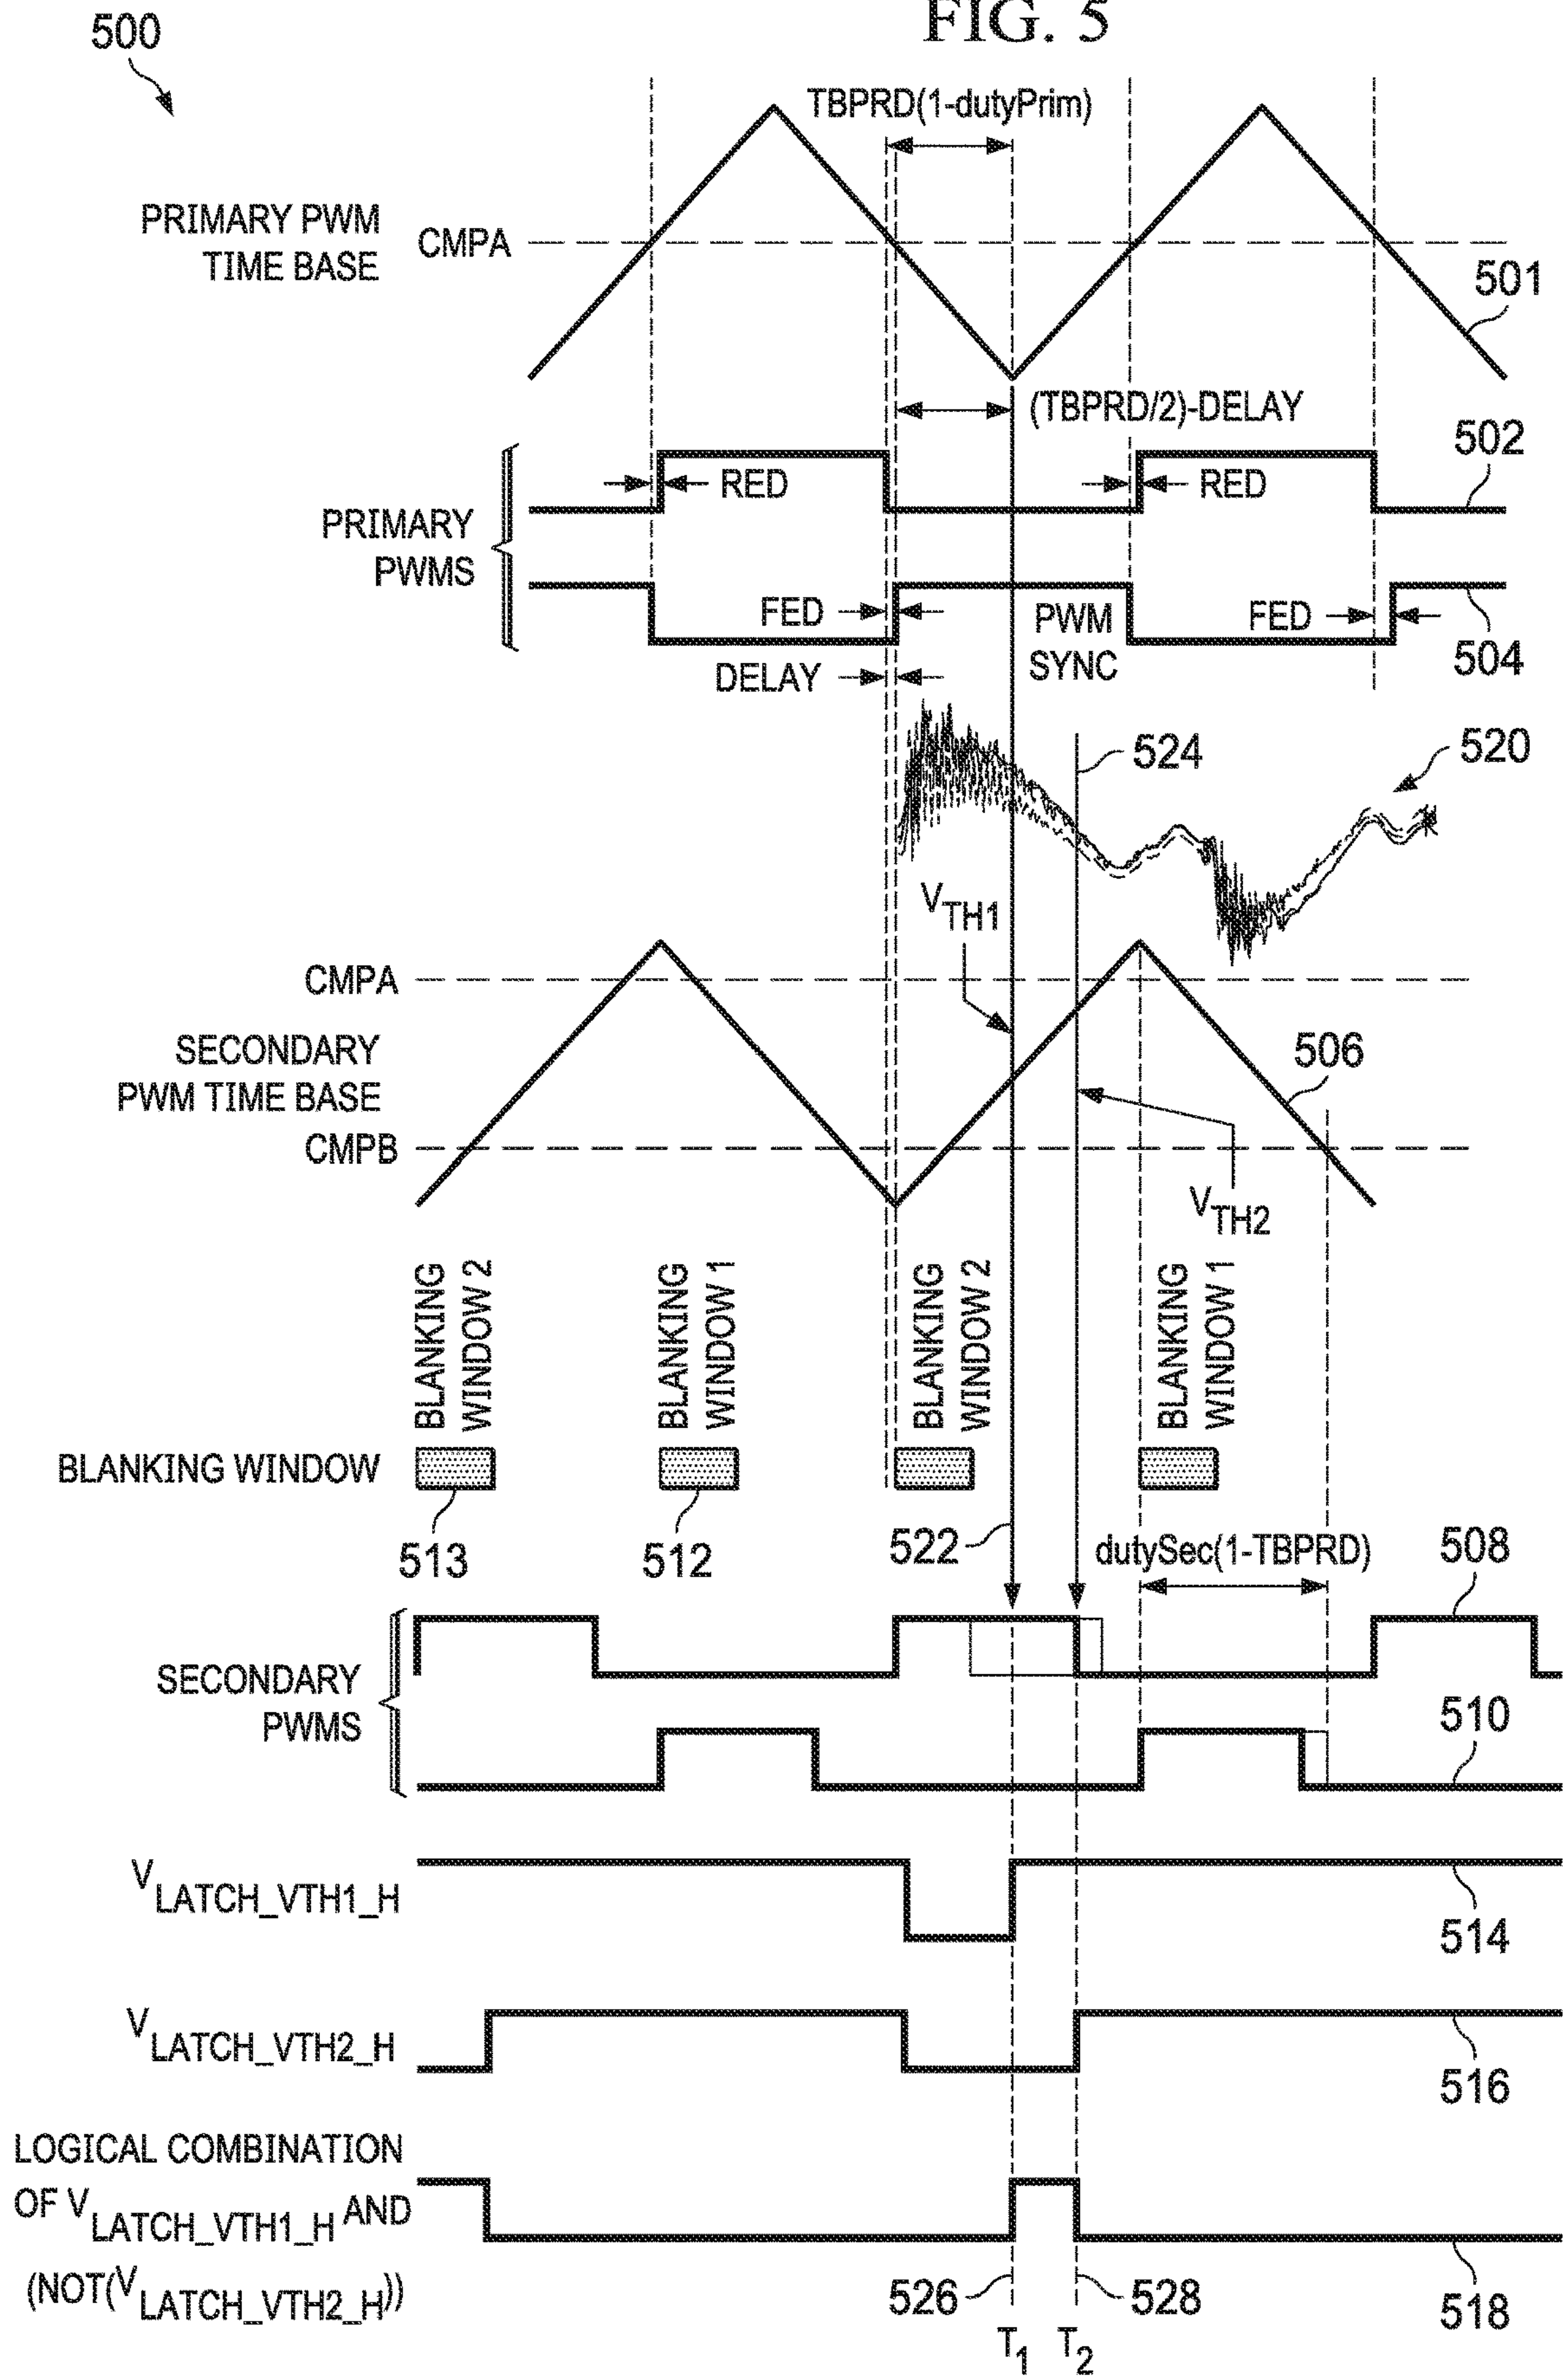 FIG. 5
500
TBPRD(1-dutyPrim)
PRIMARY PWM
TIME BASE
CMPA
501
(TBPRD/2)-DELAY
502
RED
RED
PRIMARY
PWMS
FED
PWM
SYNC
FED
504
DELAY
524
520
VTH1
CMPA
SECONDARY
PWM TIME BASE
506
CMPB
VTH2
BLANKING
WINDOW 2
BLANKING
WINDOW 1
BLANKING
WINDOW 2
BLANKING
WINDOW 1
BLANKING WINDOW
513
512
522
dutySec(1-TBPRD)
508
SECONDARY
PWMS
510
VLATCH_VTH1_H
514
VLATCH_VTH2_H
516
LOGICAL COMBINATION
OF VLATCH_VTH1_H AND
(NOT(VLATCH_VTH2_H))
526
528
518
T1
T2